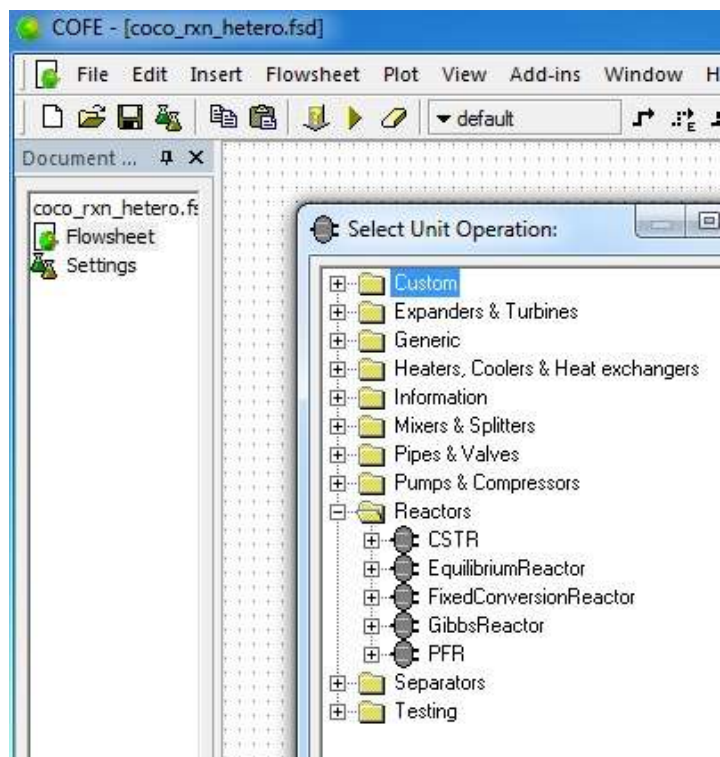 COFE - [coco_rxn_hetero.fsd]
File Edit Insert Flowsheet Plot View Add-ins Window H
default
E
Document ...
coco_rxn_hetero.fs
Flowsheet
Settings
Select Unit Operation:
Custom
Expanders & Turbines
Generic
Heaters, Coolers & Heat exchangers
Information
Mixers & Splitters
Pipes & Valves
Pumps & Compressors
Reactors
CSTR
EquilibriumReactor
FixedConversionReactor
GibbsReactor
PFR
Separators
Testing